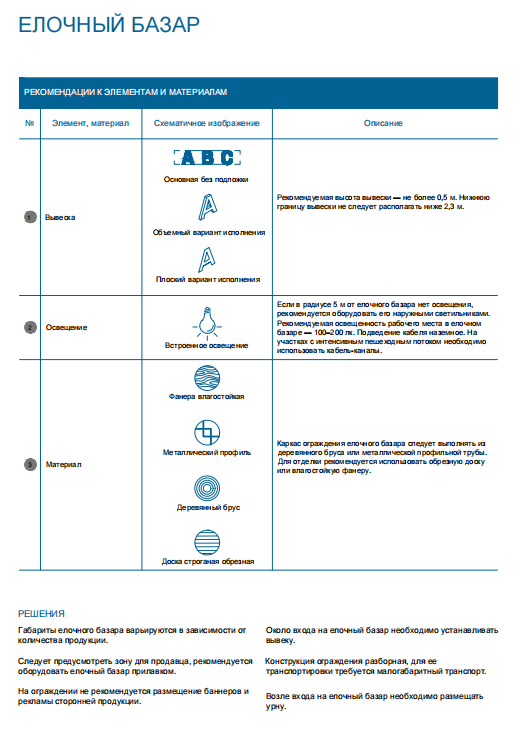 ЕЛОЧНЫЙ БАЗАР
РЕКОМЕНДАЦИИ К ЭЛЕМЕНТАМ И МАТЕРИАЛАМ
№ Элемент, материал Схематичное изображение Описание
1 Вывеска
ABC
Основная без подложки
A
Объемный вариант исполнения
A
Плоский вариант исполнения
Рекомендуемая высота вывески — не более 0,5 м. Нижнюю
границу вывески не следует располагать ниже 2,3 м.
2 Освещение
Встроенное освещение
Если в радиусе 5 м от елочного базара нет освещения,
рекомендуется оборудовать его наружными светильниками.
Рекомендуемая освещенность рабочего места в елочном
базаре — 100–200 лк. Подведение кабеля наземное. На
участках с интенсивным пешеходным потоком необходимо
использовать кабель-каналы.
3 Материал
Фанера влагостойкая
Металлический профиль
Деревянный брус
Доска строганая обрезная
Каркас ограждения елочного базара следует выполнять из
деревянного бруса или металлической профильной трубы.
Для отделки рекомендуется использовать обрезную доску
или влагостойкую фанеру.
РЕШЕНИЯ
Габариты елочного базара варьируются в зависимости от
количества продукции.
Следует предусмотреть зону для продавца, рекомендуется
оборудовать елочный базар прилавком.
На ограждении не рекомендуется размещение баннеров и
рекламы сторонней продукции.
Около входа на елочный базар необходимо устанавливать
вывеку.
Конструкция ограждения разборная, для ее
транспортировки требуется малогабаритный транспорт.
Возле входа на елочный базар необходимо размещать
урну.